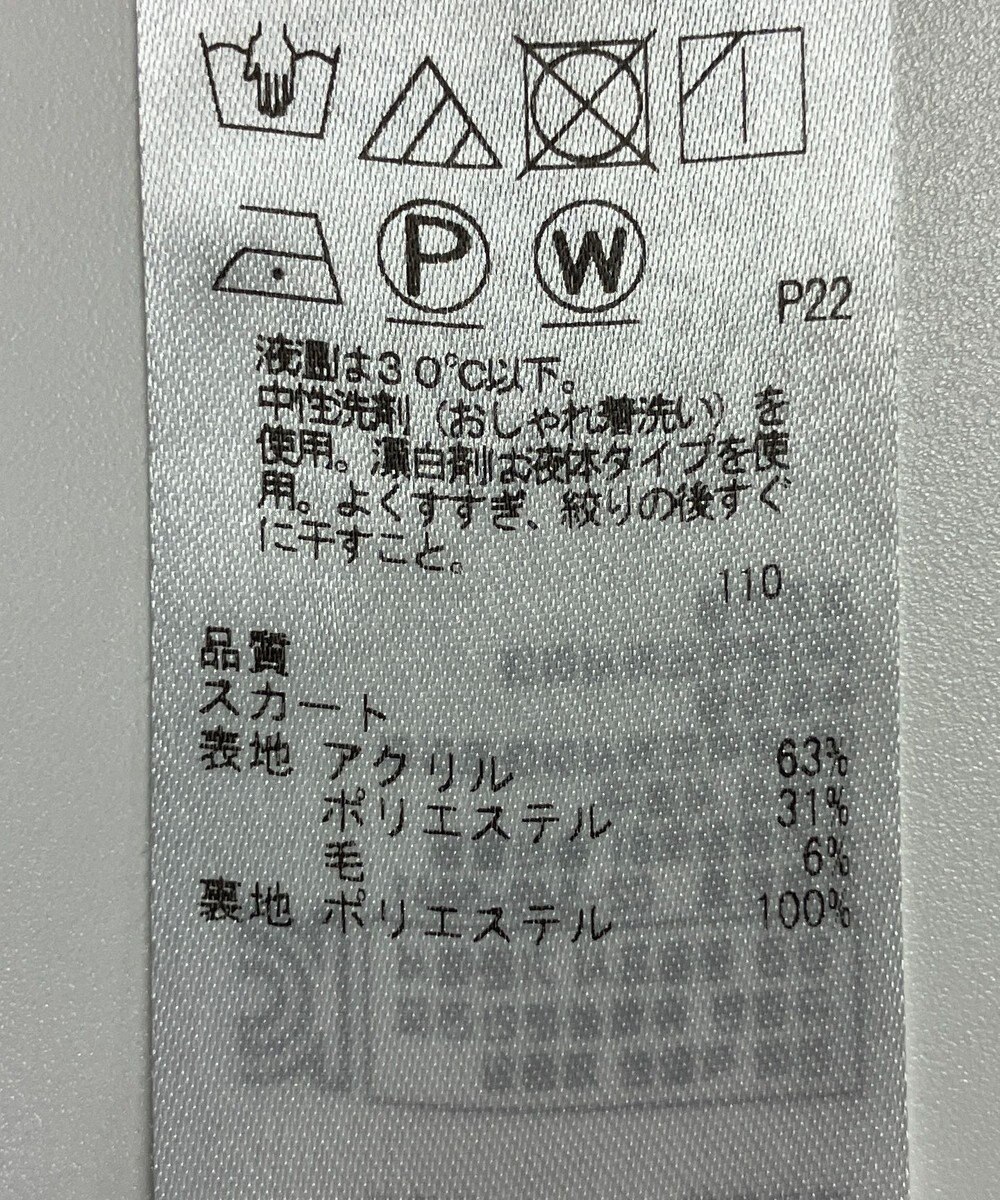 P
W
P22
液温は30℃以下。
中性洗剤（おしゃれ着洗い）を
使用。漂白剤は液体タイプを使
用。よくすすぎ、絞りの後すぐ
に干すこと。
110
品質
スカート
表地 アクリル 63%
ポリエステル 31%
毛 6%
裏地 ポリエステル 100%